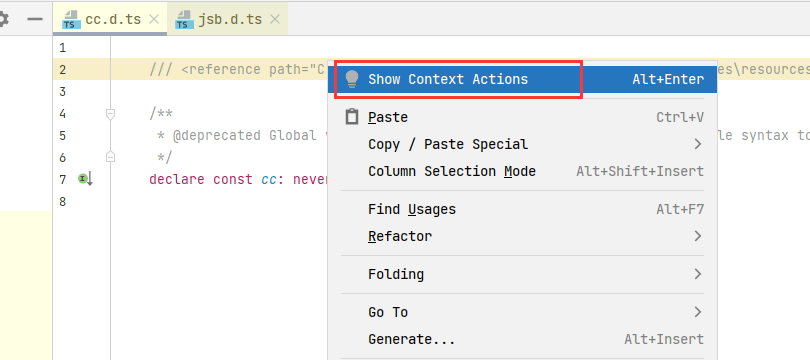 cc.d.ts jsb.d.ts
1
2 /// <reference path="C es\resources
3
4 /**
5 * @deprecated Global le syntax to
6 */
7 declare const cc: never
8
Show Context Actions Alt+Enter
Paste Ctrl+V
Copy / Paste Special
Column Selection Mode Alt+Shift+Insert
Find Usages Alt+F7
Refactor
Folding
Go To
Generate... Alt+Insert